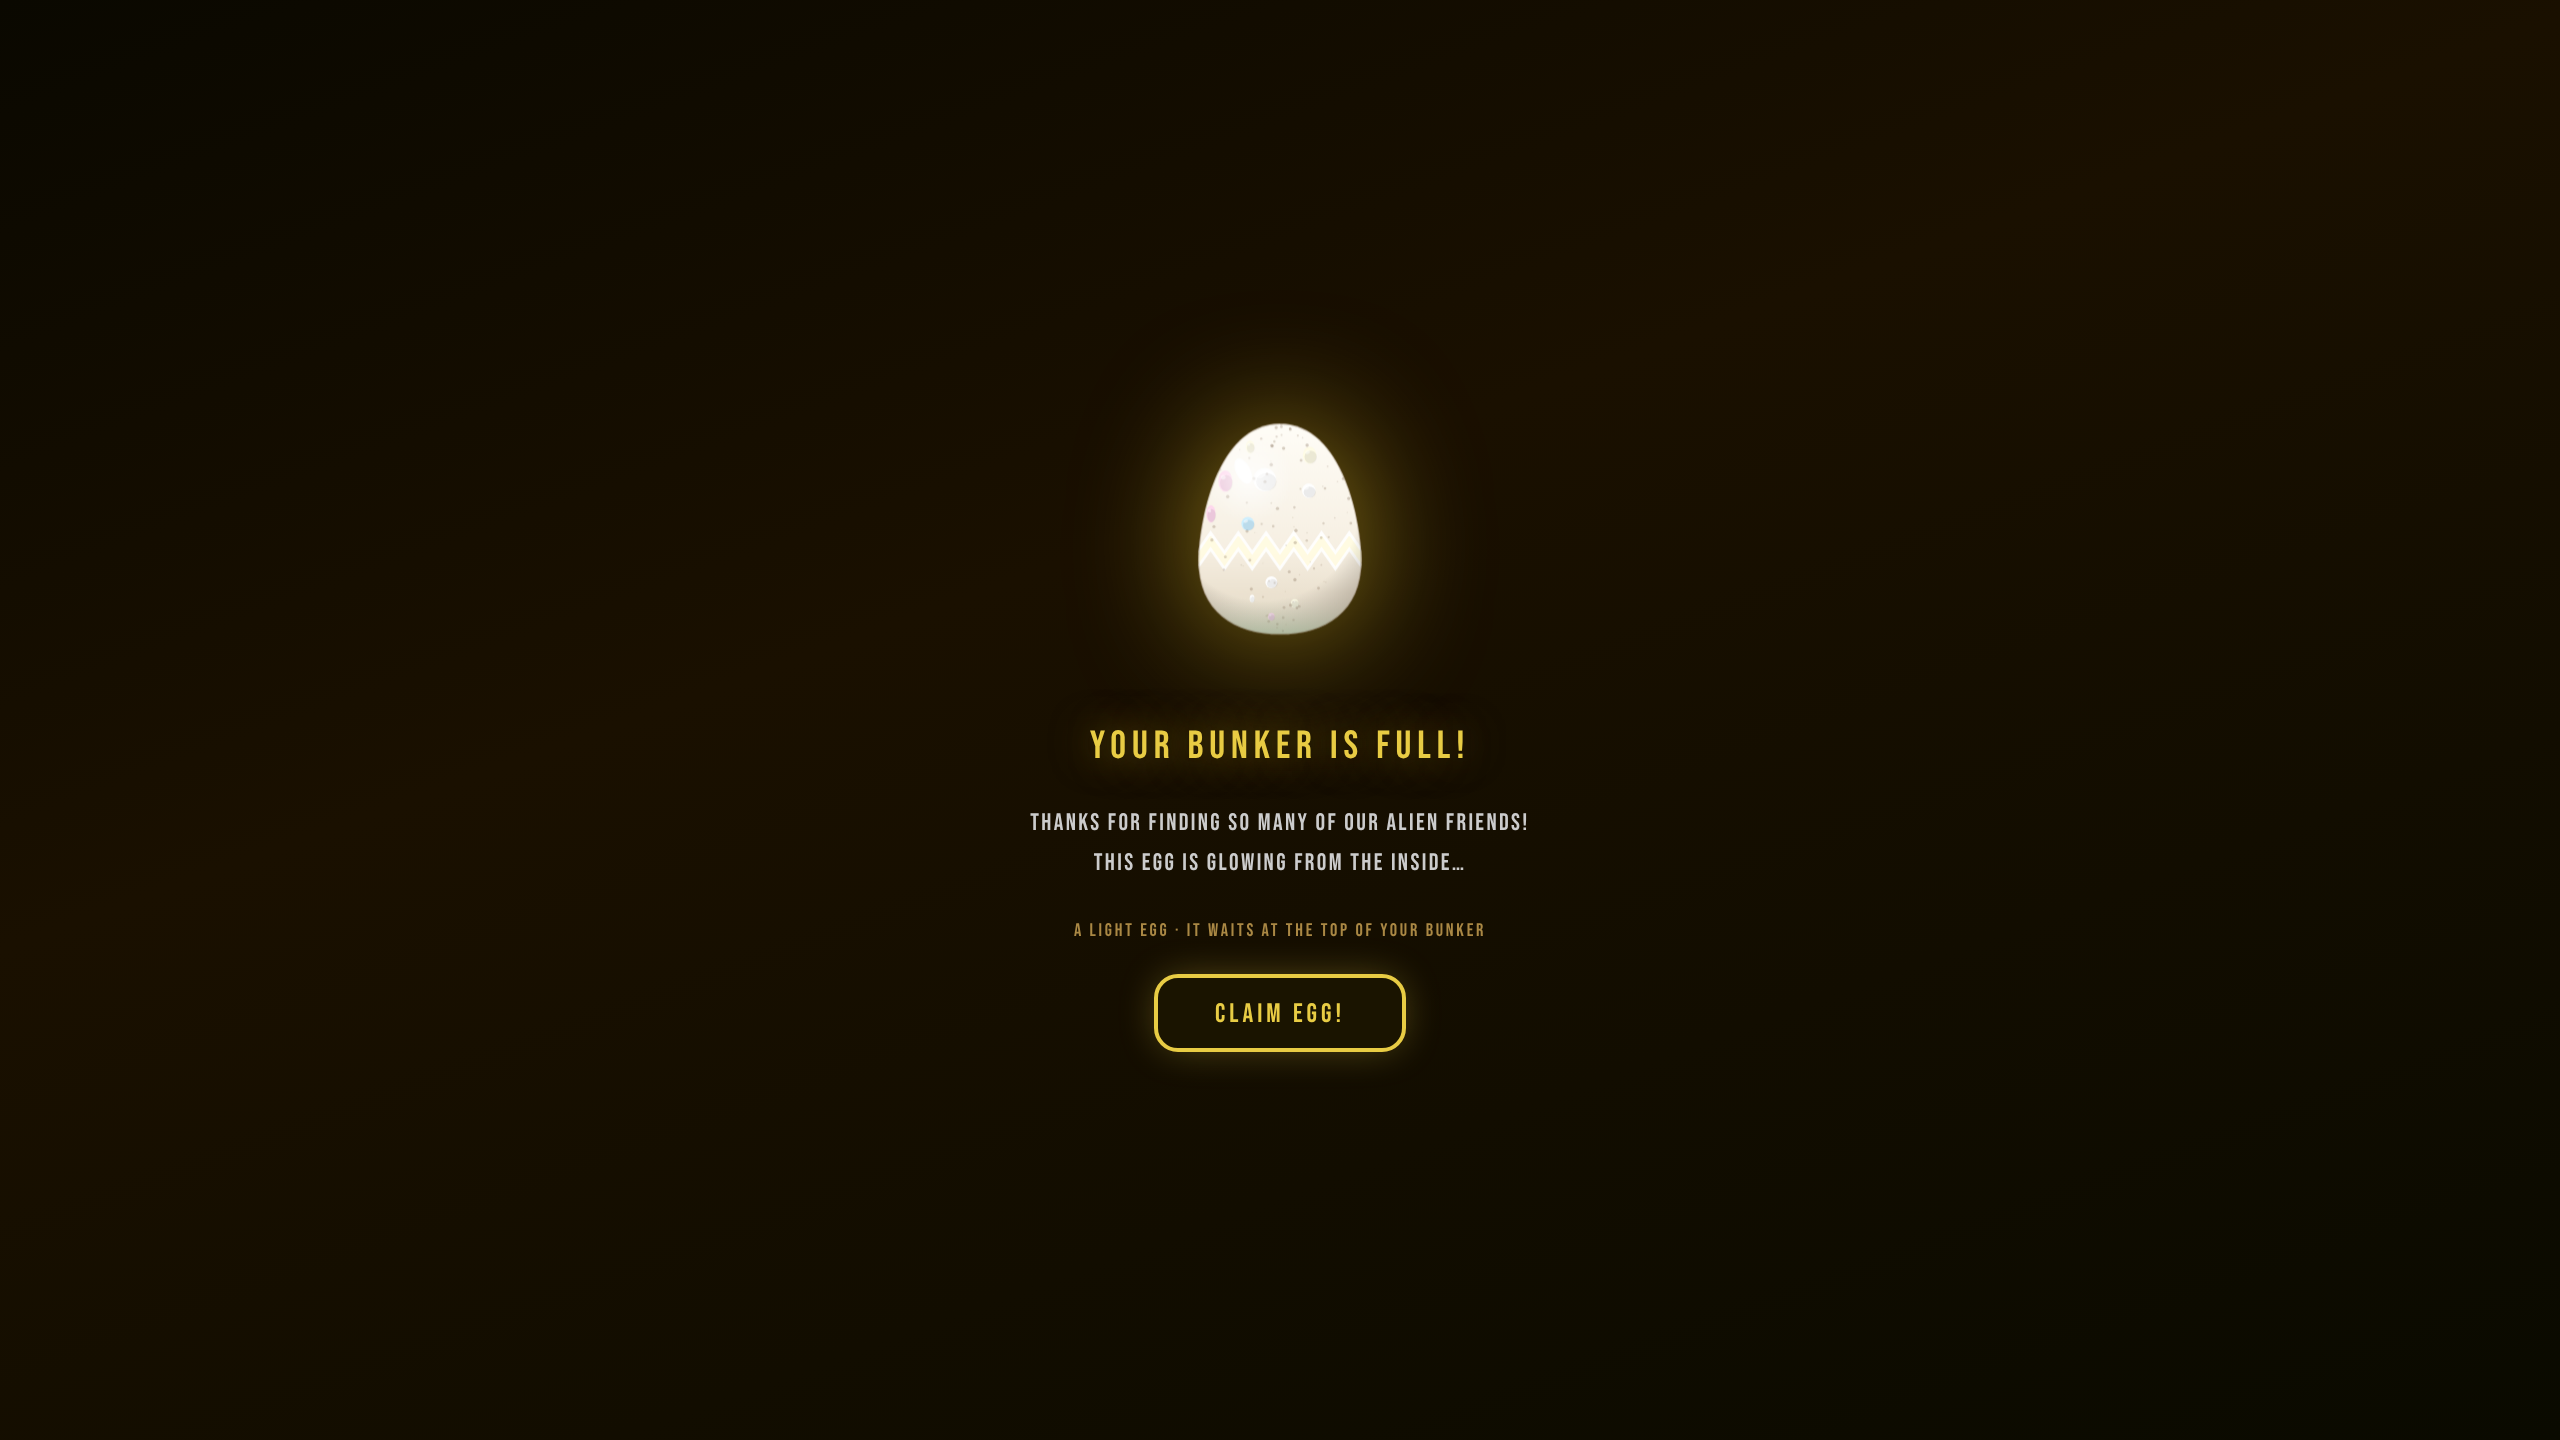 YOUR BUNKER IS FULL!
THANKS FOR FINDING SO MANY OF OUR ALIEN FRIENDS!
THIS EGG IS GLOWING FROM THE INSIDE…
A LIGHT EGG · IT WAITS AT THE TOP OF YOUR BUNKER
CLAIM EGG!